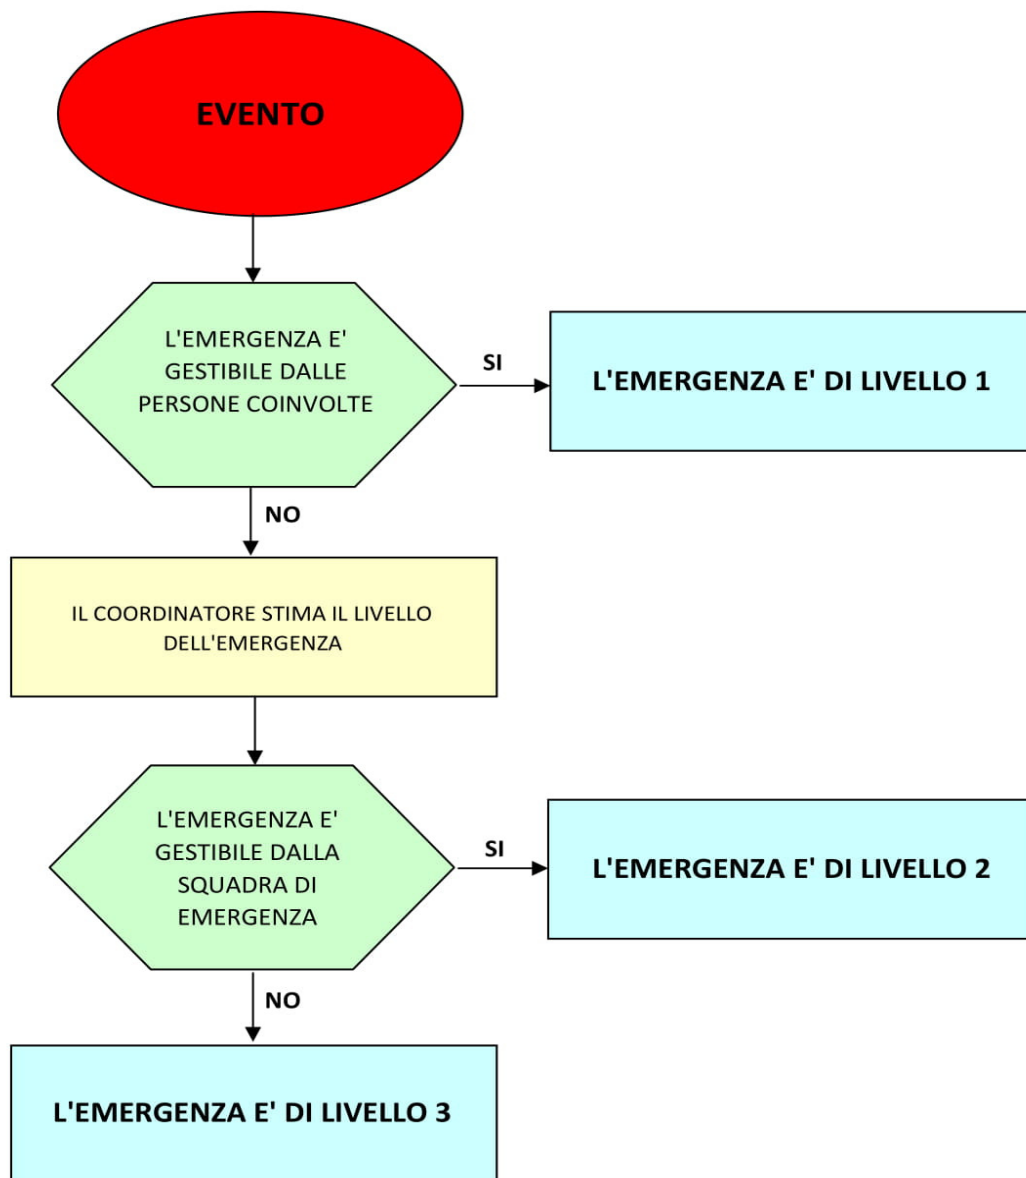 EVENTO
L'EMERGENZA E'
GESTIBILE DALLE
PERSONE COINVOLTE
SI
L'EMERGENZA E' DI LIVELLO 1
NO
IL COORDINATORE STIMA IL LIVELLO
DELL'EMERGENZA
L'EMERGENZA E'
GESTIBILE DALLA
SQUADRA DI
EMERGENZA
SI
L'EMERGENZA E' DI LIVELLO 2
NO
L'EMERGENZA E' DI LIVELLO 3